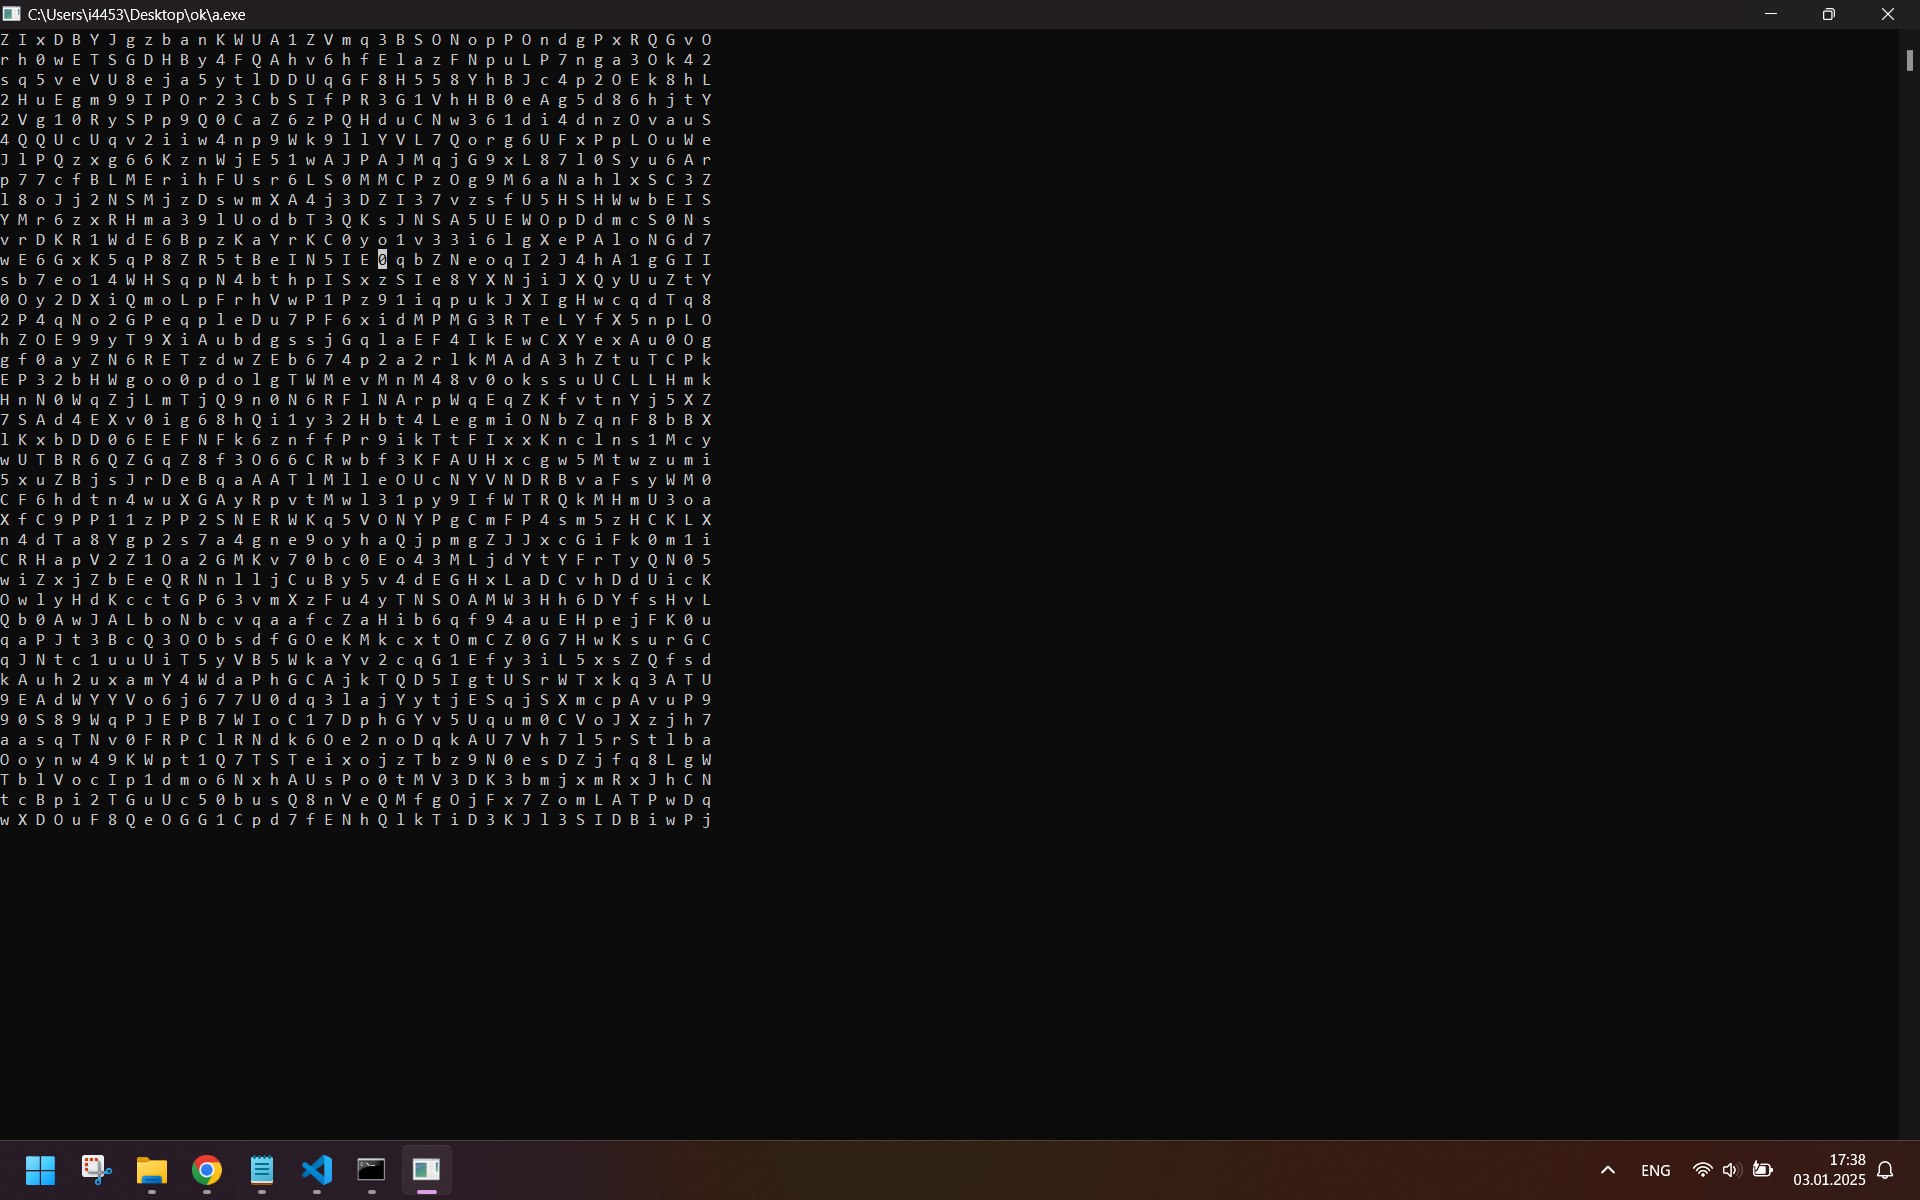 C:\Users\i4453\Desktop\ok\a.exe
Z I x D B Y J g z b a n K W U A 1 Z V m q 3 B S O N o p P O n d g P x R Q G v O
r h 0 w E T S G D H B y 4 F Q A h v 6 h f E l a z F N p u L P 7 n g a 3 O k 4 2
s q 5 v e V U 8 e j a 5 y t l D D U q G F 8 H 5 5 8 Y h B J c 4 p 2 O E k 8 h L
2 H u E g m 9 9 I P O r 2 3 C b S I f P R 3 G 1 V h H B 0 e A g 5 d 8 6 h j t Y
2 V g 1 0 R y S P p 9 Q 0 C a Z 6 z P Q H d u C N w 3 6 1 d i 4 d n z O v a u S
4 Q Q U c U q v 2 i i w 4 n p 9 W k 9 l l Y V L 7 Q o r g 6 U F x P p L O u W e
J l P Q z x g 6 6 K z n W j E 5 1 w A J P A J M q j G 9 x L 8 7 l 0 S y u 6 A r
p 7 7 c f B L M E r i h F U s r 6 L S 0 M M C P z O g 9 M 6 a N a h l x S C 3 Z
l 8 o J j 2 N S M j z D s w m X A 4 j 3 D Z I 3 7 v z s f U 5 H S H W w b E I S
Y M r 6 z x R H m a 3 9 l U o d b T 3 Q K s J N S A 5 U E W O p D d m c S 0 N s
v r D K R 1 W d E 6 B p z K a Y r K C 0 y o 1 v 3 3 i 6 l g X e P A l o N G d 7
w E 6 G x K 5 q P 8 Z R 5 t B e I N 5 I E 0 q b Z N e o q I 2 J 4 h A 1 g G I I
s b 7 e o 1 4 W H S q p N 4 b t h p I S x z S I e 8 Y X N j i J X Q y U u Z t Y
0 O y 2 D X i Q m o L p F r h V w P 1 P z 9 1 i q p u k J X I g H w c q d T q 8
2 P 4 q N o 2 G P e q p l e D u 7 P F 6 x i d M P M G 3 R T e L Y f X 5 n p L O
h Z O E 9 9 y T 9 X i A u b d g s s j G q l a E F 4 I k E w C X Y e x A u 0 O g
g f 0 a y Z N 6 R E T z d w Z E b 6 7 4 p 2 a 2 r l k M A d A 3 h Z t u T C P k
E P 3 2 b H W g o o 0 p d o l g T W M e v M n M 4 8 v 0 o k s s u U C L L H m k
H n N 0 W q Z j L m T j Q 9 n 0 N 6 R F l N A r p W q E q Z K f v t n Y j 5 X Z
7 S A d 4 E X v 0 i g 6 8 h Q i 1 y 3 2 H b t 4 L e g m i O N b Z q n F 8 b B X
l K x b D D 0 6 E E F N F k 6 z n f f P r 9 i k T t F I x x K n c l n s 1 M c y
w U T B R 6 Q Z G q Z 8 f 3 O 6 6 C R w b f 3 K F A U H x c g w 5 M t w z u m i
5 x u Z B j s J r D e B q a A A T l M l l e O U c N Y V N D R B v a F s y W M 0
C F 6 h d t n 4 w u X G A y R p v t M w l 3 1 p y 9 I f W T R Q k M H m U 3 o a
X f C 9 P P 1 1 z P P 2 S N E R W K q 5 V O N Y P g C m F P 4 s m 5 z H C K L X
n 4 d T a 8 Y g p 2 s 7 a 4 g n e 9 o y h a Q j p m g Z J J x c G i F k 0 m 1 i
C R H a p V 2 Z 1 O a 2 G M K v 7 0 b c 0 E o 4 3 M L j d Y t Y F r T y Q N 0 5
w i Z x j Z b E e Q R N n l l j C u B y 5 v 4 d E G H x L a D C v h D d U i c K
O w l y H d K c c t G P 6 3 v m X z F u 4 y T N S O A M W 3 H h 6 D Y f s H v L
Q b 0 A w J A L b o N b c v q a a f c Z a H i b 6 q f 9 4 a u E H p e j F K 0 u
q a P J t 3 B c Q 3 O O b s d f G O e K M k c x t O m C Z 0 G 7 H w K s u r G C
q J N t c 1 u u U i T 5 y V B 5 W k a Y v 2 c q G 1 E f y 3 i L 5 x s Z Q f s d
k A u h 2 u x a m Y 4 W d a P h G C A j k T Q D 5 I g t U S r W T x k q 3 A T U
9 E A d W Y Y V o 6 j 6 7 7 U 0 d q 3 l a j Y y t j E S q j S X m c p A v u P 9
9 0 S 8 9 W q P J E P B 7 W I o C 1 7 D p h G Y v 5 U q u m 0 C V o J X z j h 7
a a s q T N v 0 F R P C l R N d k 6 O e 2 n o D q k A U 7 V h 7 l 5 r S t l b a
O o y n w 4 9 K W p t 1 Q 7 T S T e i x o j z T b z 9 N 0 e s D Z j f q 8 L g W
T b l V o c I p 1 d m o 6 N x h A U s P o 0 t M V 3 D K 3 b m j x m R x J h C N
t c B p i 2 T G u U c 5 0 b u s Q 8 n V e Q M f g O j F x 7 Z o m L A T P w D q
w X D O u F 8 Q e O G G 1 C p d 7 f E N h Q l k T i D 3 K J l 3 S I D B i w P j
ENG
17:38
03.01.2025